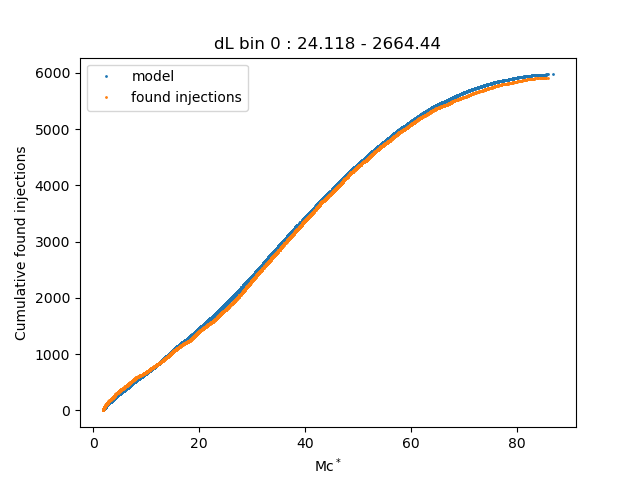 dL bin 0 : 24.118 - 2664.44
model
found injections
6000
5000
4000
3000
2000
1000
0
Cumulative found injections
0 20 40 60 80
Mc*